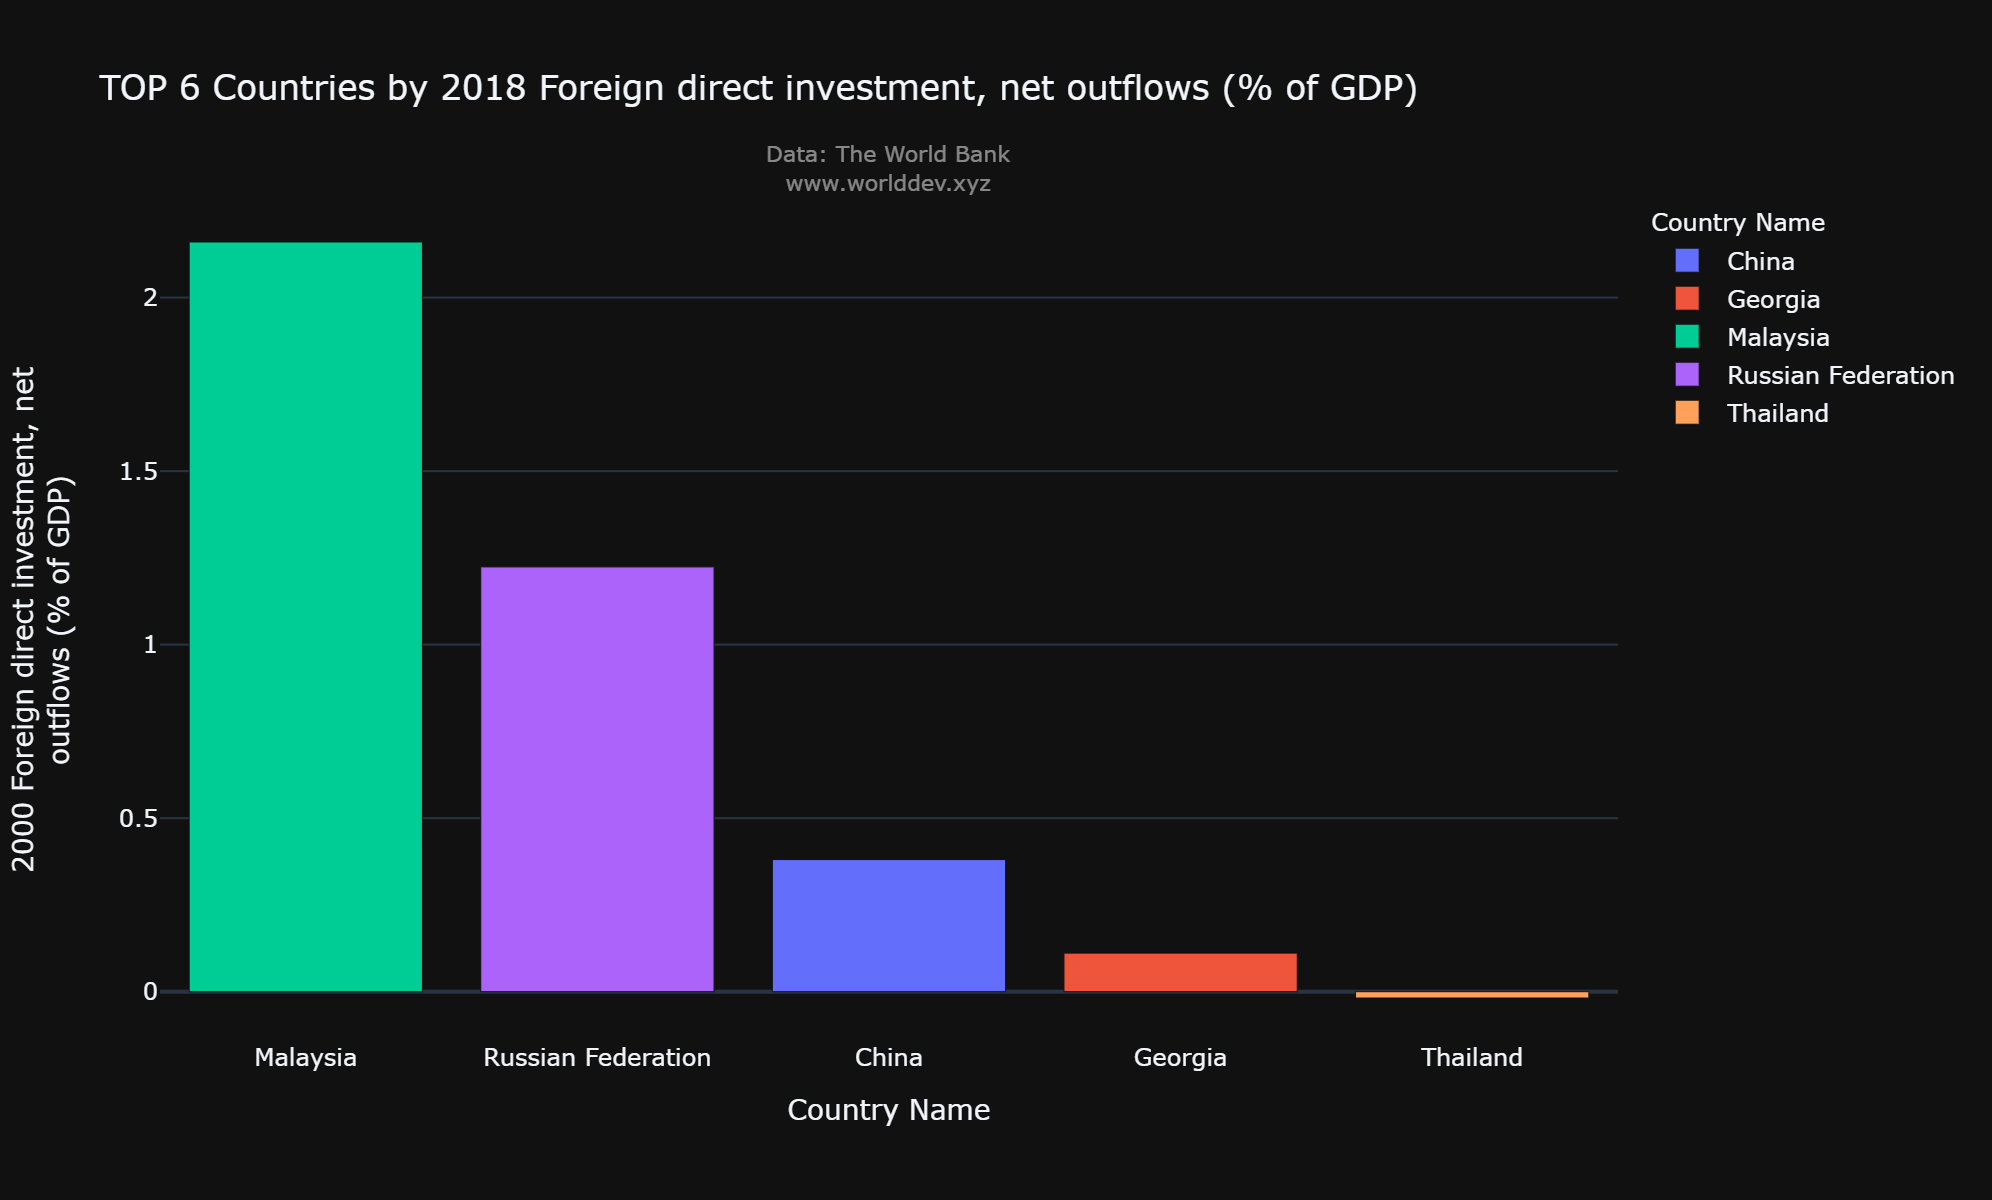 TOP 6 Countries by 2018 Foreign direct investment, net outflows (% of GDP)
Data: The World Bank
www.worlddev.xyz
2000 Foreign direct investment, net
outflows (% of GDP)
2
1.5
1
0.5
0
Malaysia
Russian Federation
China
Georgia
Thailand
Country Name
Country Name
China
Georgia
Malaysia
Russian Federation
Thailand